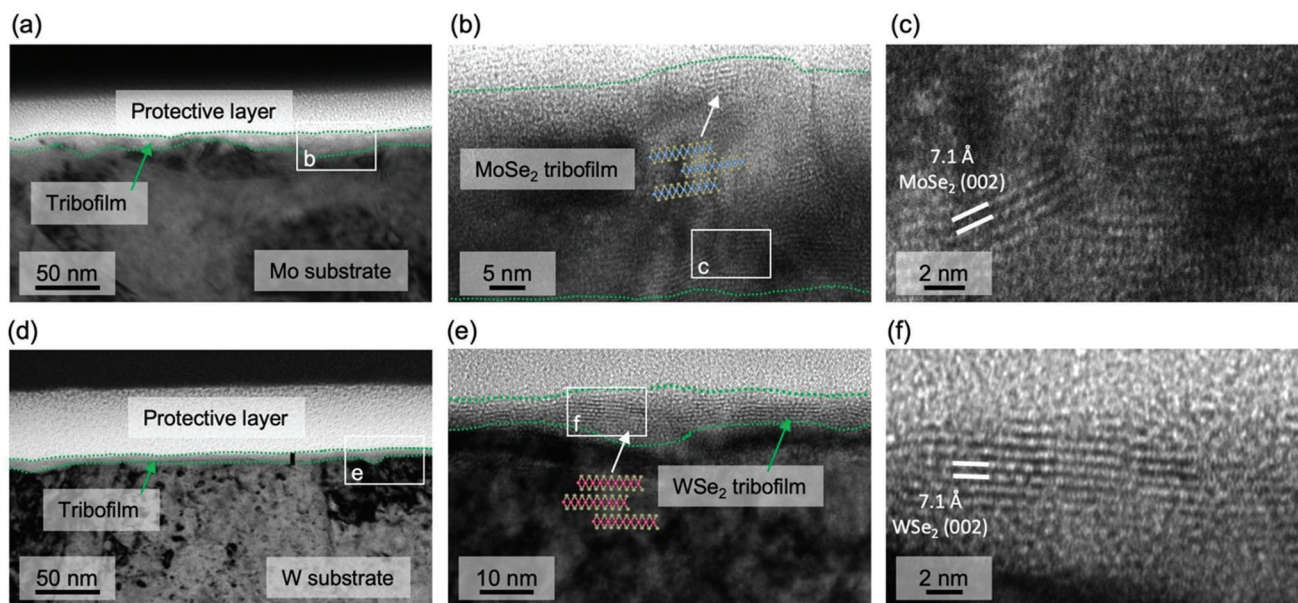 (a)
Protective layer
b
Tribofilm
50 nm
Mo substrate
(b)
MoSe₂ tribofilm
c
5 nm
(c)
7.1 Å
MoSe₂ (002)
2 nm
(d)
Protective layer
e
Tribofilm
50 nm
W substrate
(e)
f
WSe₂ tribofilm
10 nm
(f)
7.1 Å
WSe₂ (002)
2 nm